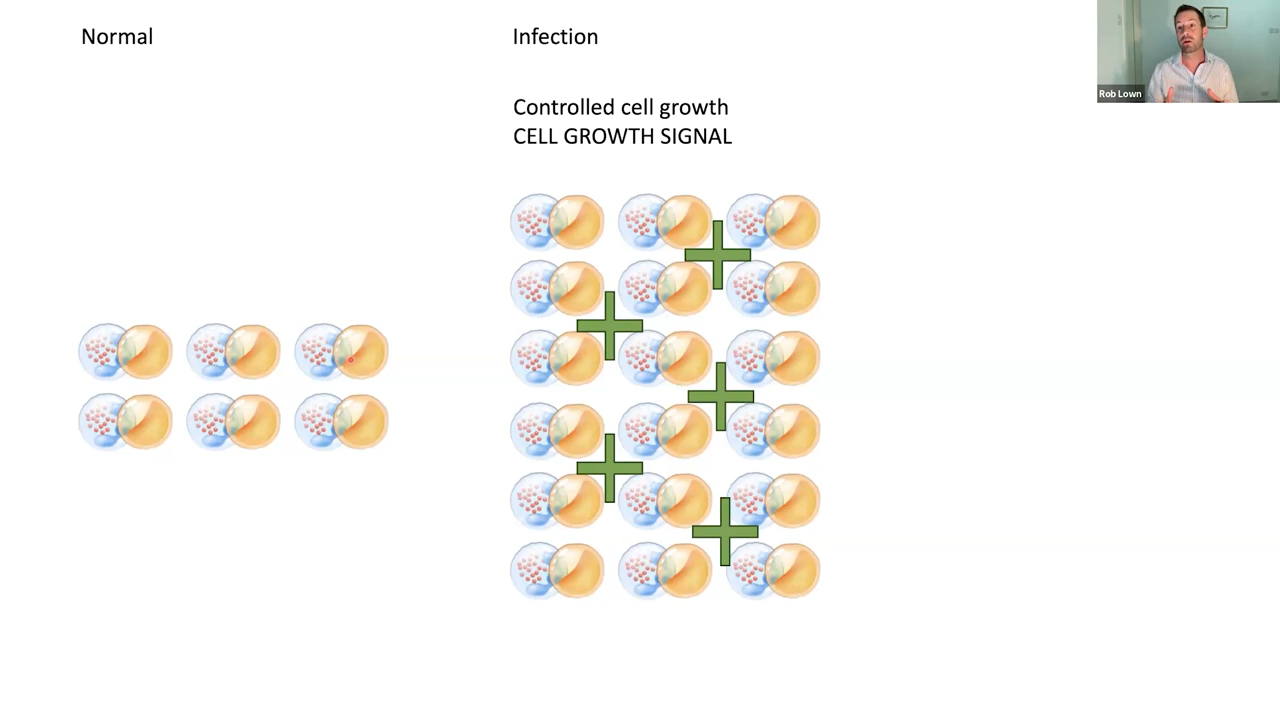 Normal
Infection
Rob Lown
Controlled cell growth
CELL GROWTH SIGNAL